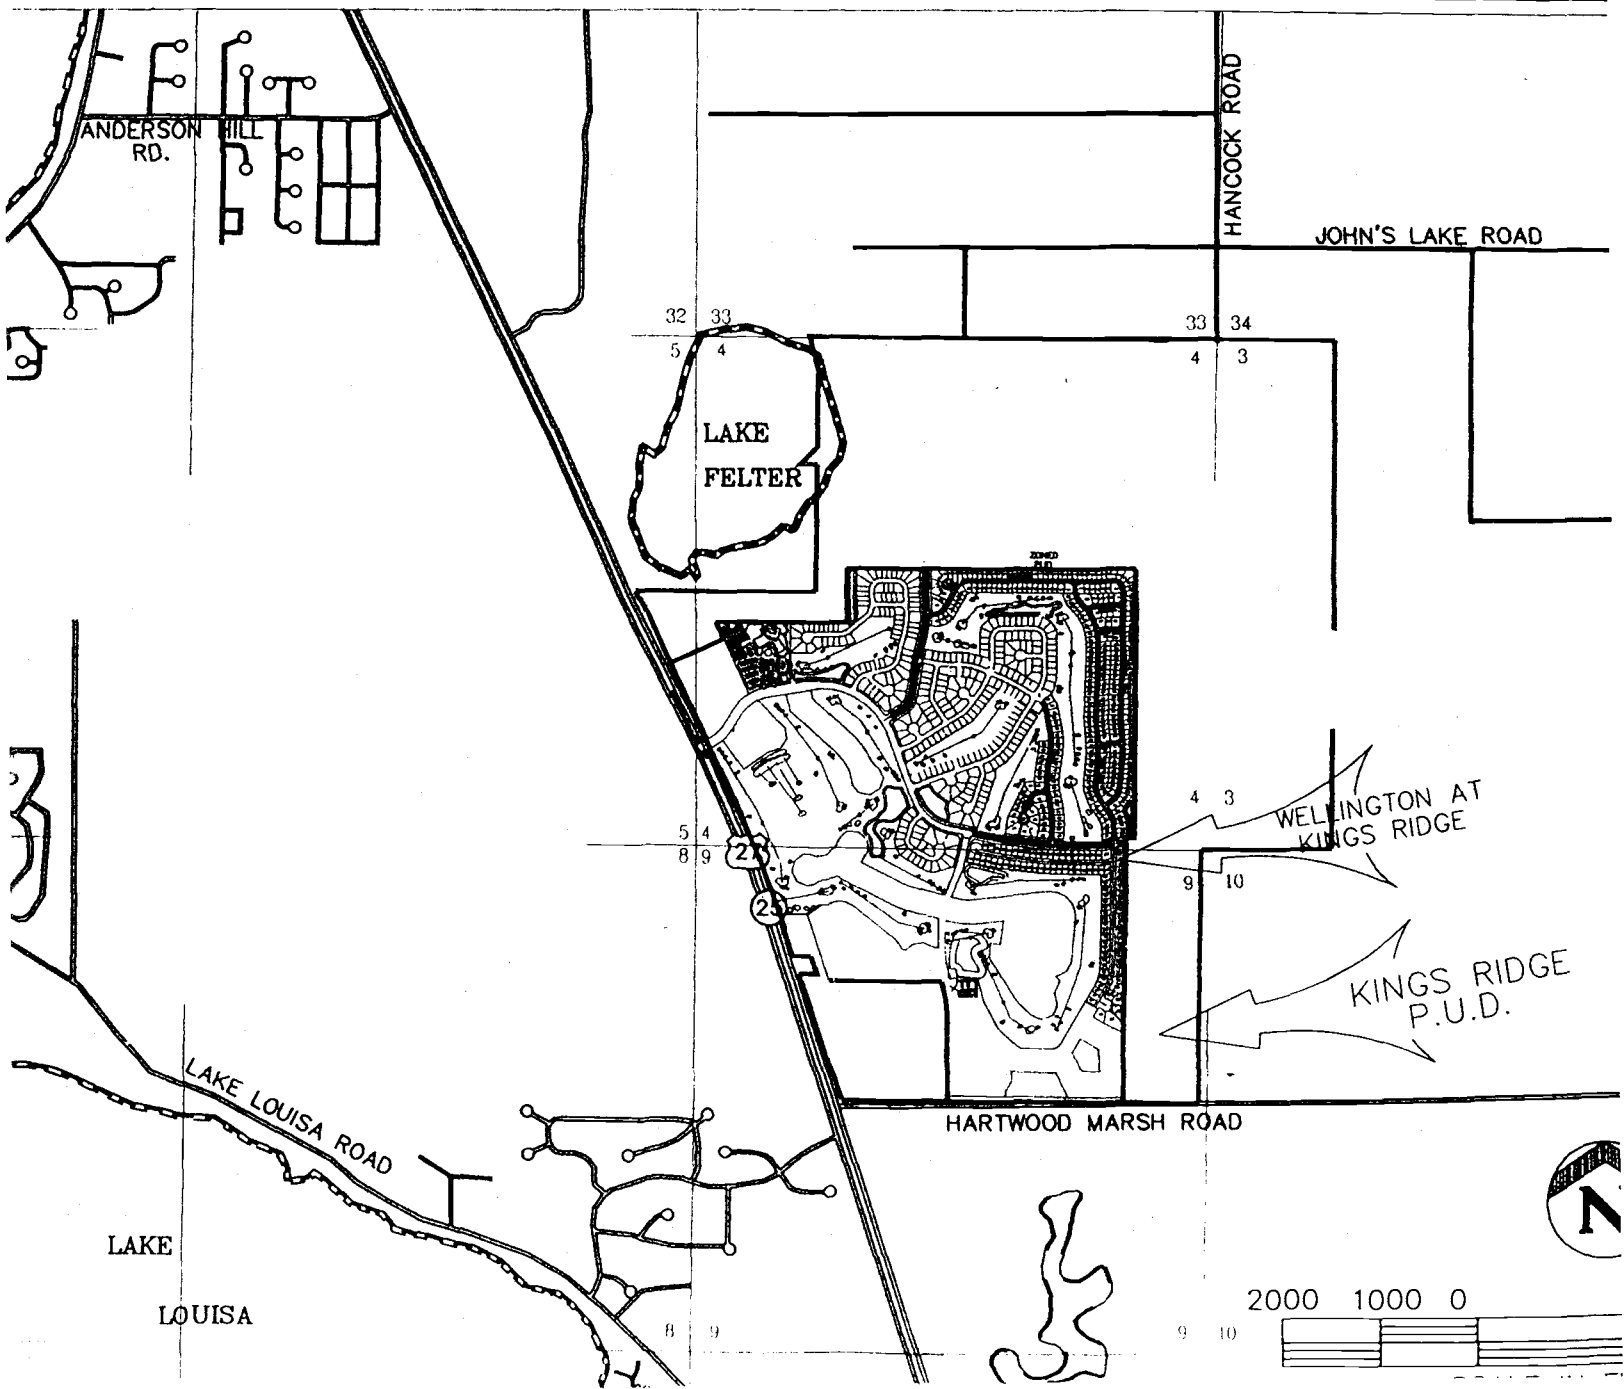 ANDERSON HILL
RD.
HANCOCK ROAD
JOHN'S LAKE ROAD
32 33
5 4
33 34
4 3
LAKE
FELTER
ZONED
PUD
4 3
WELLINGTON AT
KINGS RIDGE
5 4
8 9
27
9 10
25
KINGS RIDGE
P.U.D.
LAKE LOUISA ROAD
HARTWOOD MARSH ROAD
N
LAKE
LOUISA
8 9
9 10
2000 1000 0